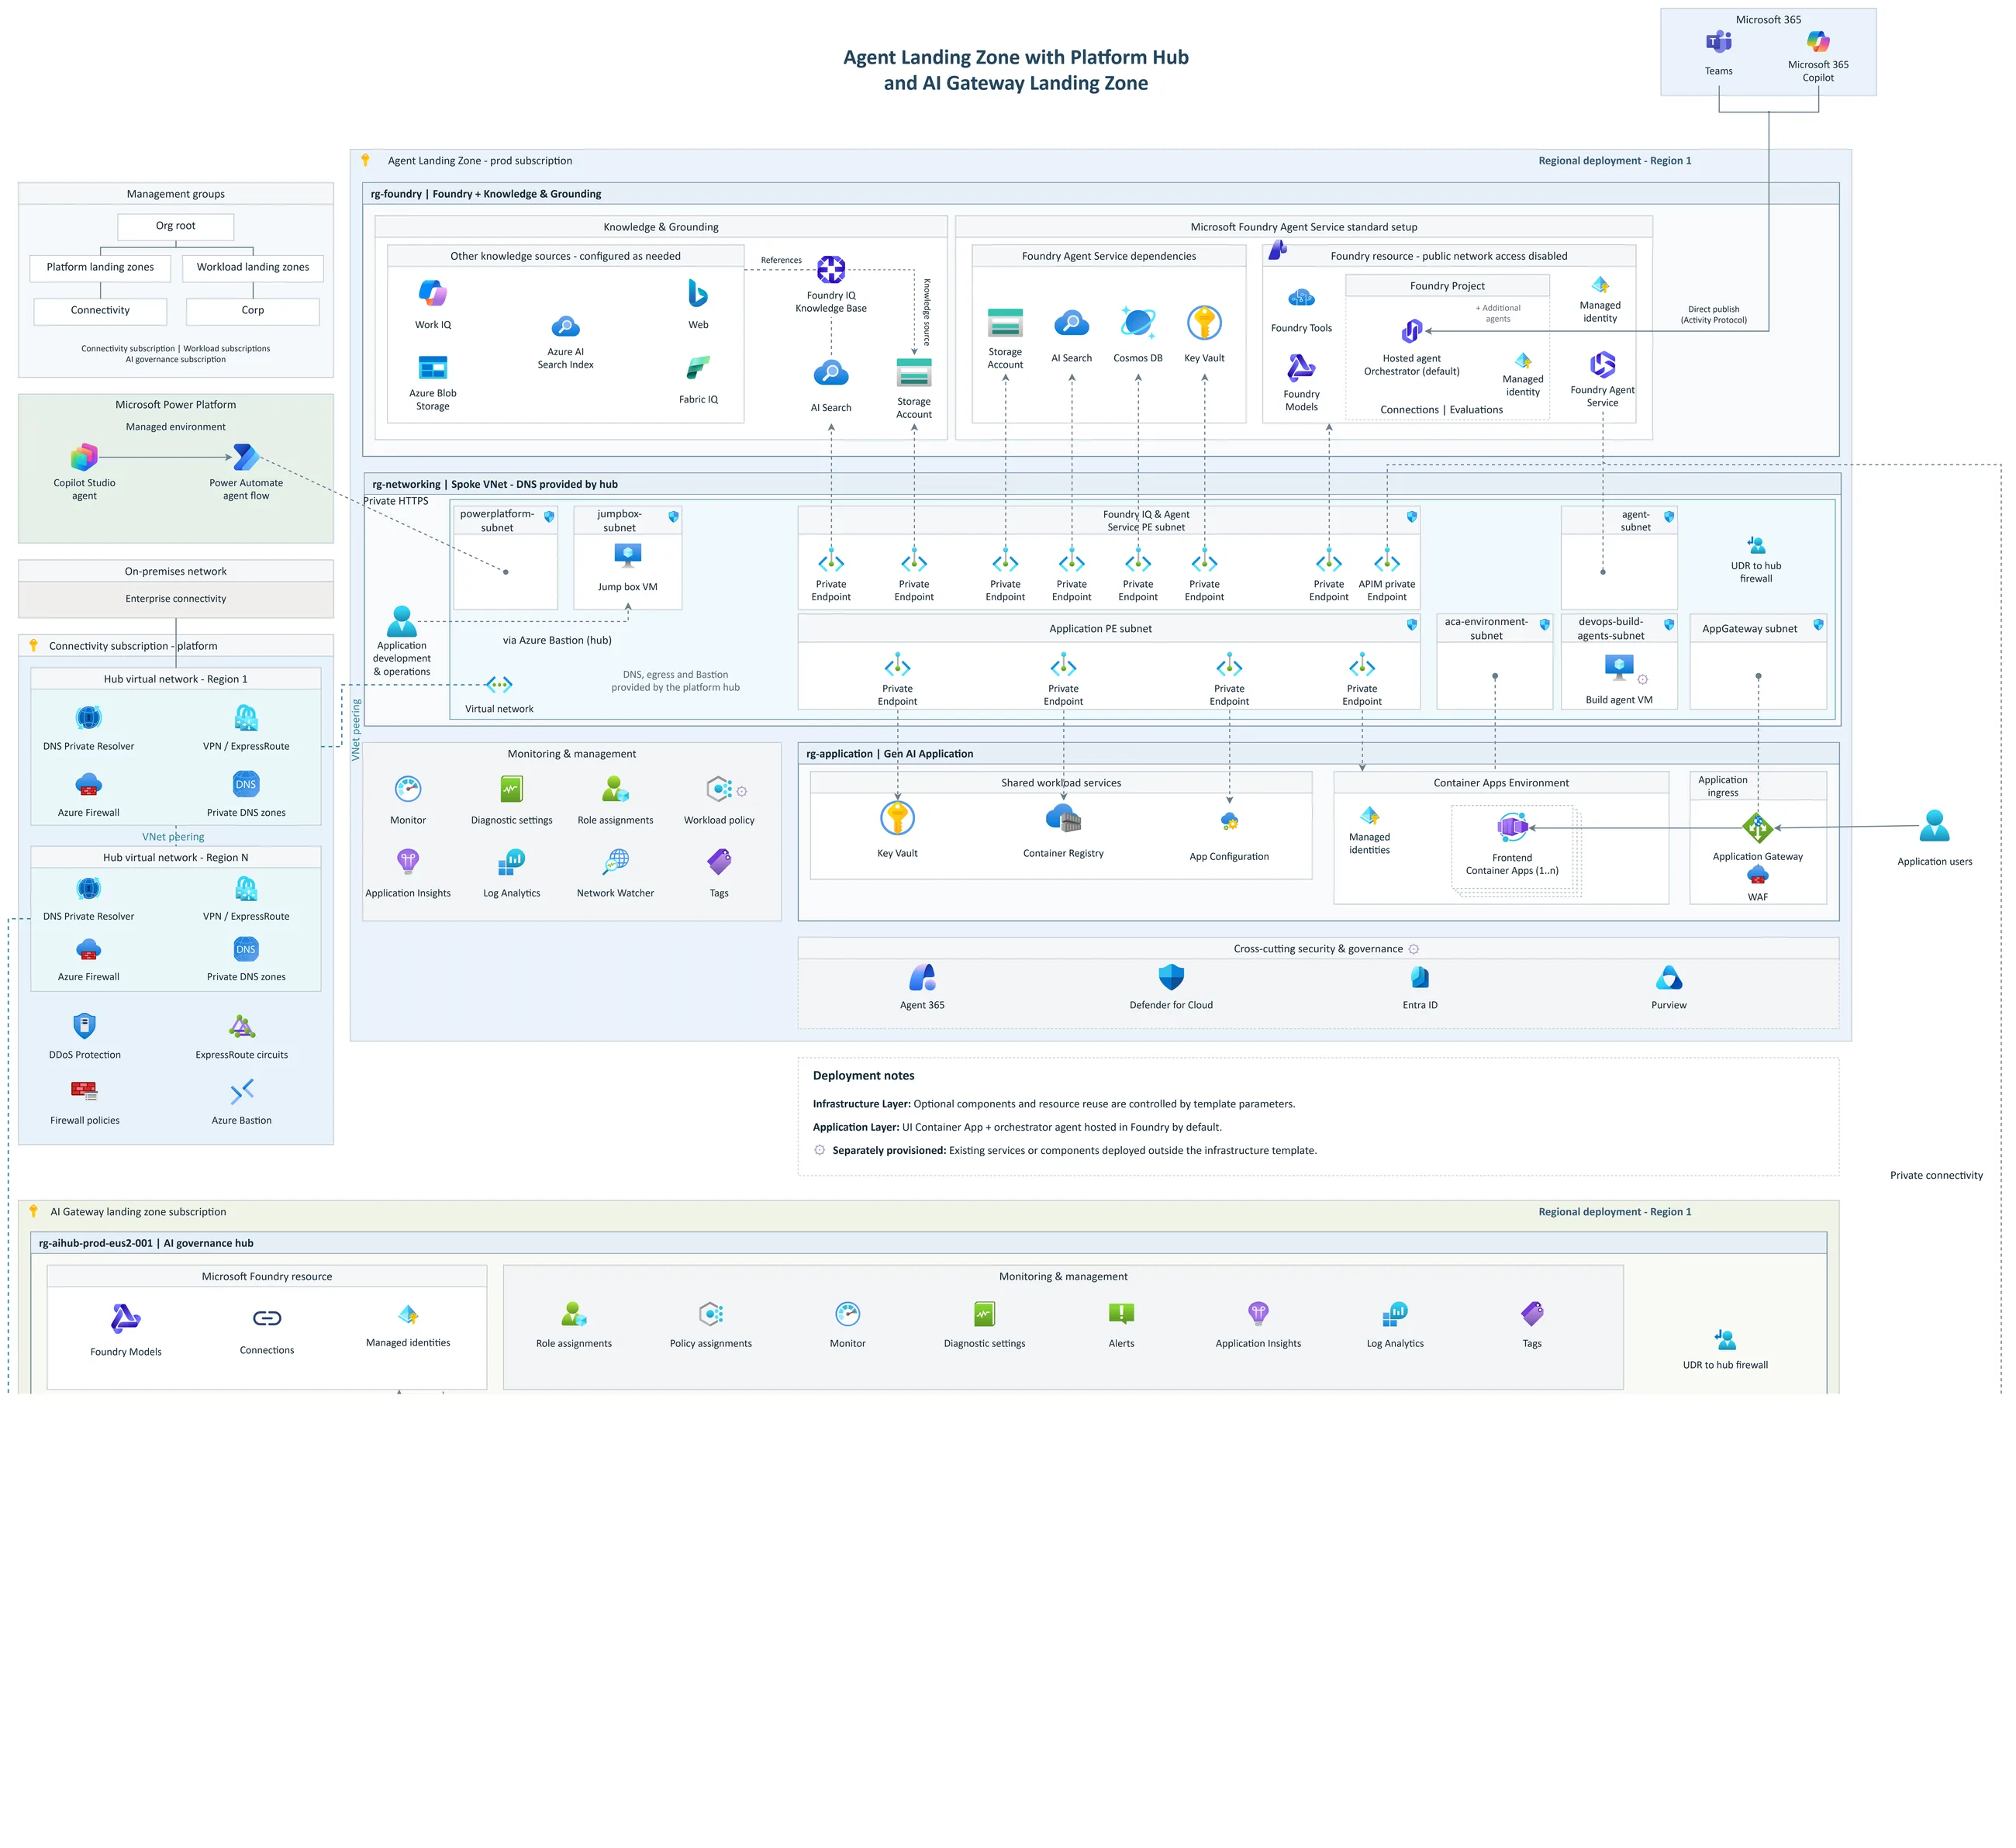 Agent Landing Zone with Platform Hub
and AI Gateway Landing Zone
Microsoft 365
Teams
Microsoft 365
Copilot
Management groups
Org root
Platform landing zones
Workload landing zones
Connectivity
Corp
Connectivity subscription | Workload subscriptions
AI governance subscription
Microsoft Power Platform
Managed environment
Copilot Studio
agent
Power Automate
agent flow
On-premises network
Enterprise connectivity
Connectivity subscription - platform
Hub virtual network - Region 1
DNS Private Resolver
VPN / ExpressRoute
Azure Firewall
DNS
Private DNS zones
VNet peering
Hub virtual network - Region N
DNS Private Resolver
VPN / ExpressRoute
Azure Firewall
DNS
Private DNS zones
DDoS Protection
ExpressRoute circuits
Firewall policies
Azure Bastion
Agent Landing Zone - prod subscription
Regional deployment - Region 1
rg-foundry | Foundry + Knowledge & Grounding
Knowledge & Grounding
Other knowledge sources - configured as needed
Work IQ
Azure AI
Search Index
Web
Azure Blob
Storage
Fabric IQ
References
Foundry IQ
Knowledge Base
Knowledge source
AI Search
Storage
Account
Microsoft Foundry Agent Service standard setup
Foundry Agent Service dependencies
Storage
Account
AI Search
Cosmos DB
Key Vault
Foundry resource - public network access disabled
Foundry Tools
Foundry
Models
Foundry Project
+ Additional
agents
Hosted agent
Orchestrator (default)
Managed
identity
Connections | Evaluations
Managed
identity
Foundry Agent
Service
Direct publish
(Activity Protocol)
rg-networking | Spoke VNet - DNS provided by hub
Private HTTPS
powerplatform-
subnet
jumpbox-
subnet
Jump box VM
Foundry IQ & Agent
Service PE subnet
Private
Endpoint
Private
Endpoint
Private
Endpoint
Private
Endpoint
Private
Endpoint
Private
Endpoint
Private
Endpoint
APIM private
Endpoint
agent-
subnet
UDR to hub
firewall
Application
development
& operations
via Azure Bastion (hub)
DNS, egress and Bastion
provided by the platform hub
Virtual network
VNet peering
Application PE subnet
Private
Endpoint
Private
Endpoint
Private
Endpoint
Private
Endpoint
aca-environment-
subnet
devops-build-
agents-subnet
Build agent VM
AppGateway subnet
Monitoring & management
Monitor
Diagnostic settings
Role assignments
Workload policy
Application Insights
Log Analytics
Network Watcher
Tags
rg-application | Gen AI Application
Shared workload services
Key Vault
Container Registry
App Configuration
Container Apps Environment
Managed
identities
Frontend
Container Apps (1..n)
Application
ingress
Application Gateway
WAF
Application users
Cross-cutting security & governance
Agent 365
Defender for Cloud
Entra ID
Purview
Deployment notes
Infrastructure Layer: Optional components and resource reuse are controlled by template parameters.
Application Layer: UI Container App + orchestrator agent hosted in Foundry by default.
Separately provisioned: Existing services or components deployed outside the infrastructure template.
Private connectivity
AI Gateway landing zone subscription
Regional deployment - Region 1
rg-aihub-prod-eus2-001 | AI governance hub
Microsoft Foundry resource
Foundry Models
Connections
Managed identities
Monitoring & management
Role assignments
Policy assignments
Monitor
Diagnostic settings
Alerts
Application Insights
Log Analytics
Tags
UDR to hub firewall